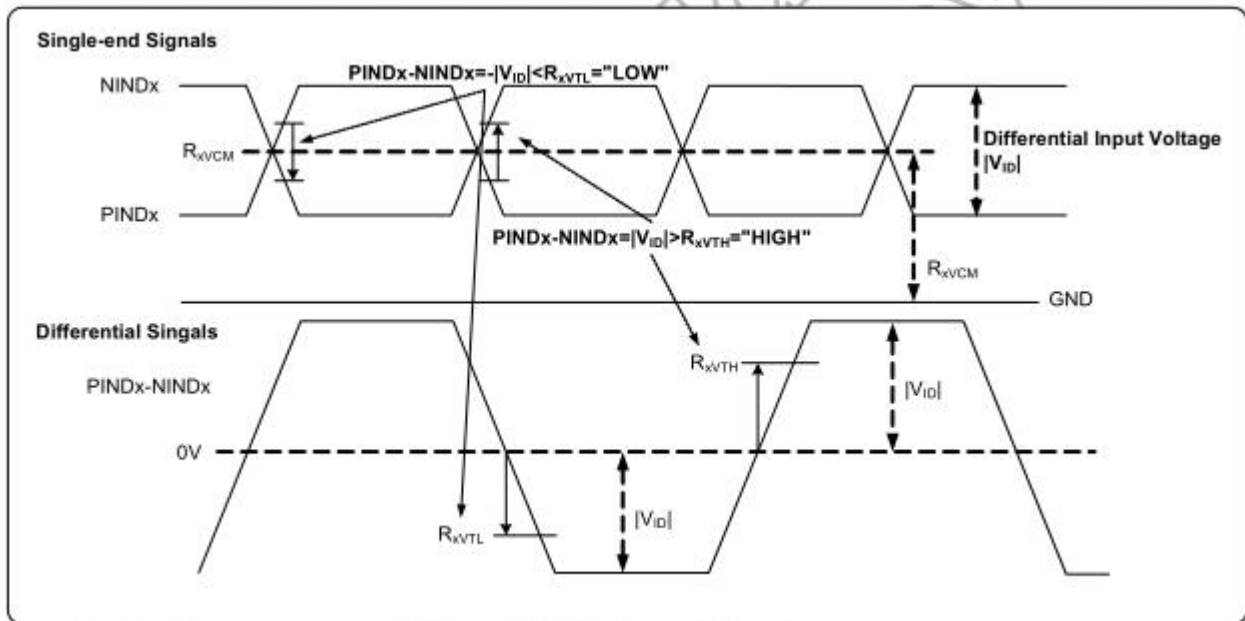 Single-end Signals
PINDx-NINDx=-|VID|<RxVTL="LOW"
NINDx
RxVCM
Differential Input Voltage
|VID|
PINDx
PINDx-NINDx=|VID|>RxVTH="HIGH"
RxVCM
GND
Differential Singals
RxVTH
PINDx-NINDx
|VID|
0V
|VID|
RxVTL